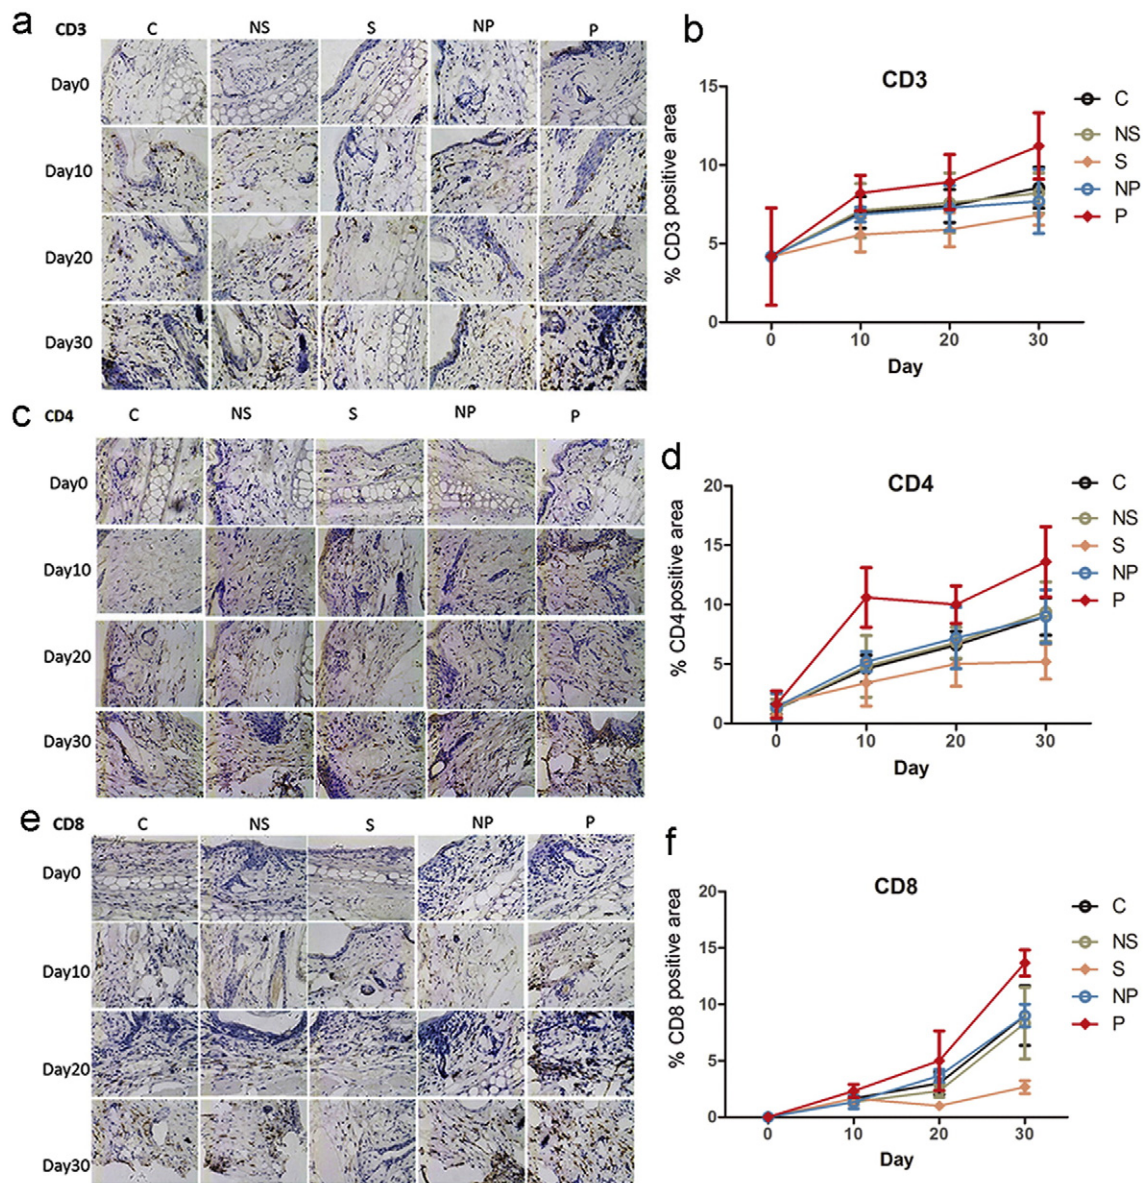 a CD3 C NS S NP P
Day0
Day10
Day20
Day30
b
CD3
% CD3 positive area
15
10
5
0
0 10 20 30
Day
C
NS
S
NP
P
c CD4 C NS S NP P
Day0
Day10
Day20
Day30
d
CD4
% CD4positive area
20
15
10
5
0
0 10 20 30
Day
C
NS
S
NP
P
e CD8 C NS S NP P
Day0
Day10
Day20
Day30
f
CD8
% CD8 positive area
20
15
10
5
0
0 10 20 30
Day
C
NS
S
NP
P